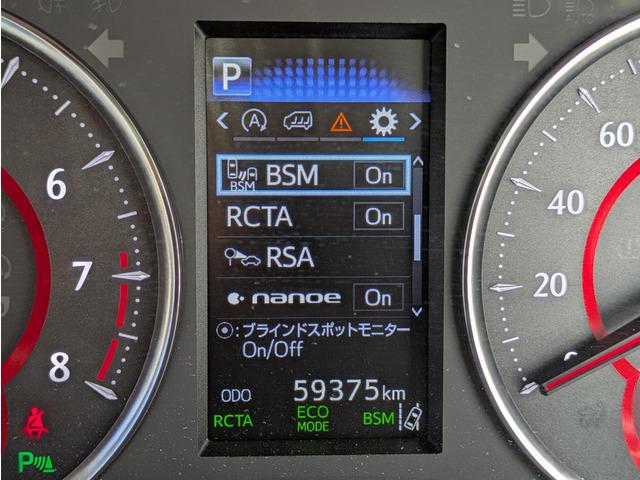 P
A
BSM
BSM On
RCTA On
RSA
nanoe On
:ブラインドスポットモニター
On/Off
ODO 59375km
RCTA ECO MODE BSM
6
7
8
P
60
40
20